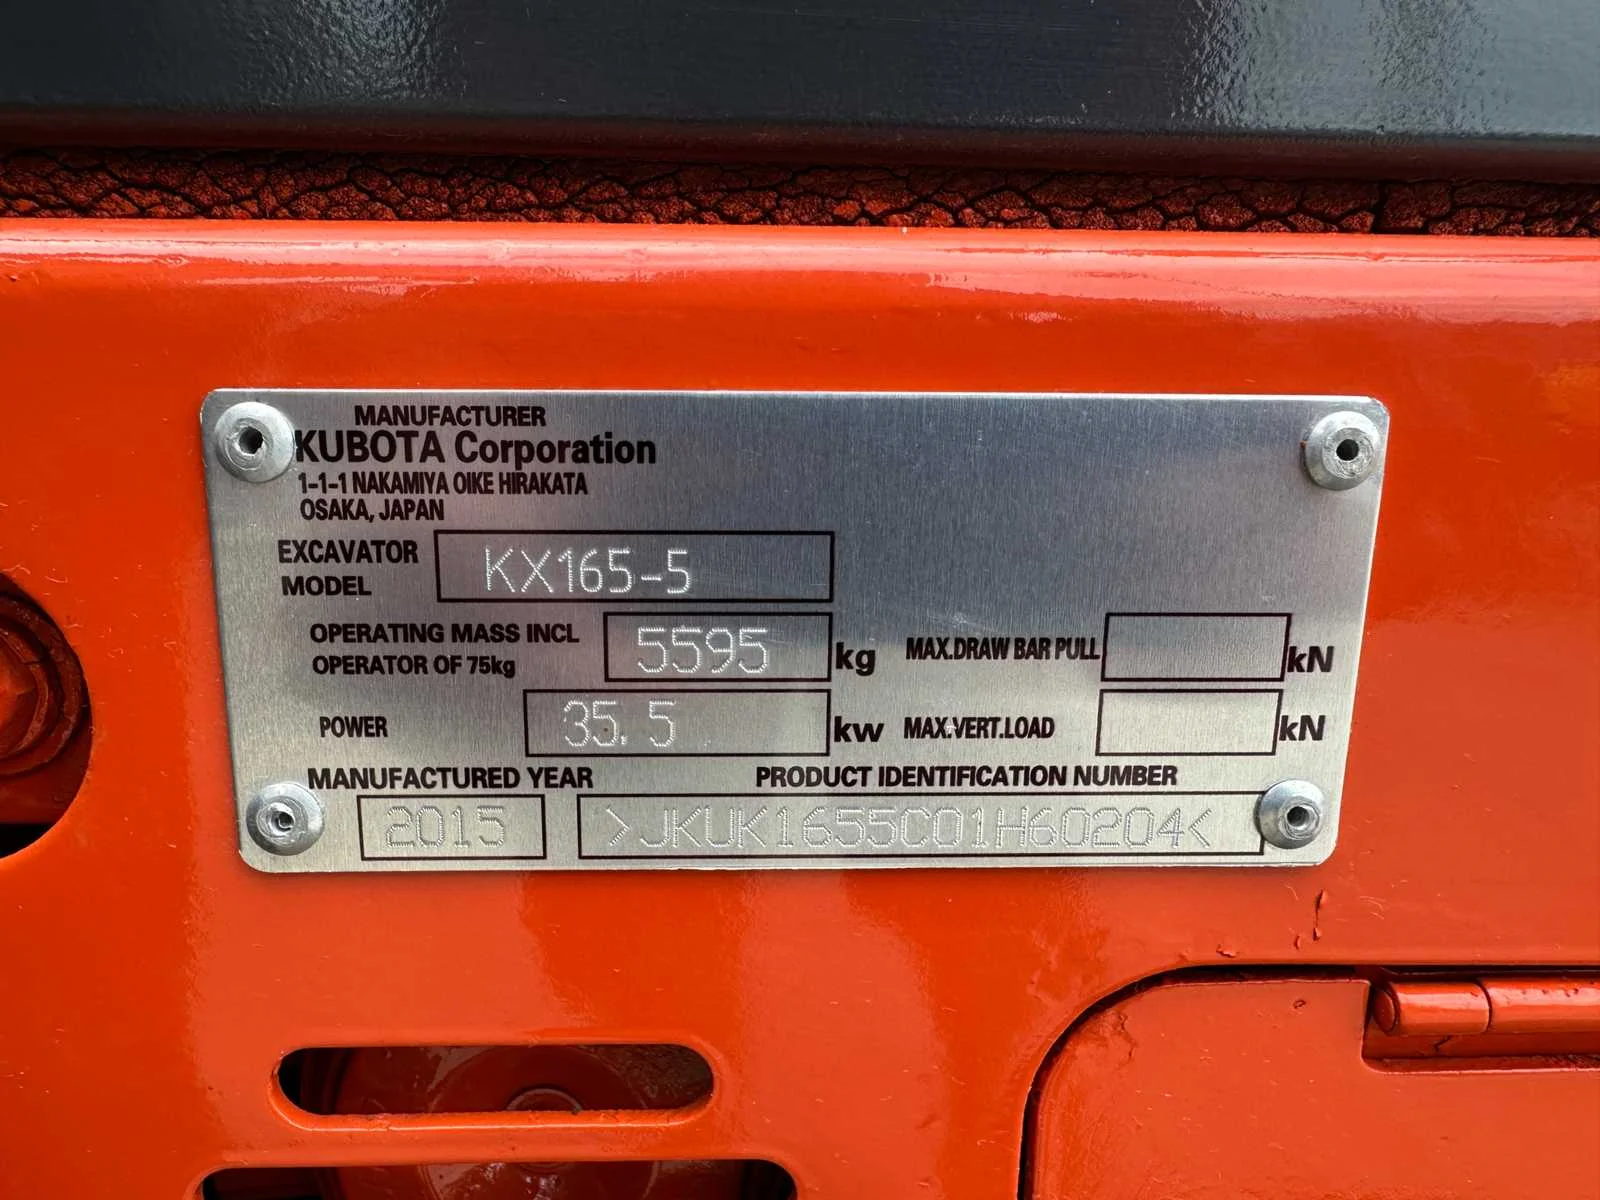 MANUFACTURER
KUBOTA Corporation
1-1-1 NAKAMIYA OIKE HIRAKATA
OSAKA, JAPAN
EXCAVATOR MODEL KX165-5
OPERATING MASS INCL OPERATOR OF 75kg 5595 kg MAX.DRAW BAR PULL kN
POWER 35.5 kw MAX.VERT.LOAD kN
MANUFACTURED YEAR PRODUCT IDENTIFICATION NUMBER
2015 >JKUK1655C01H60204<